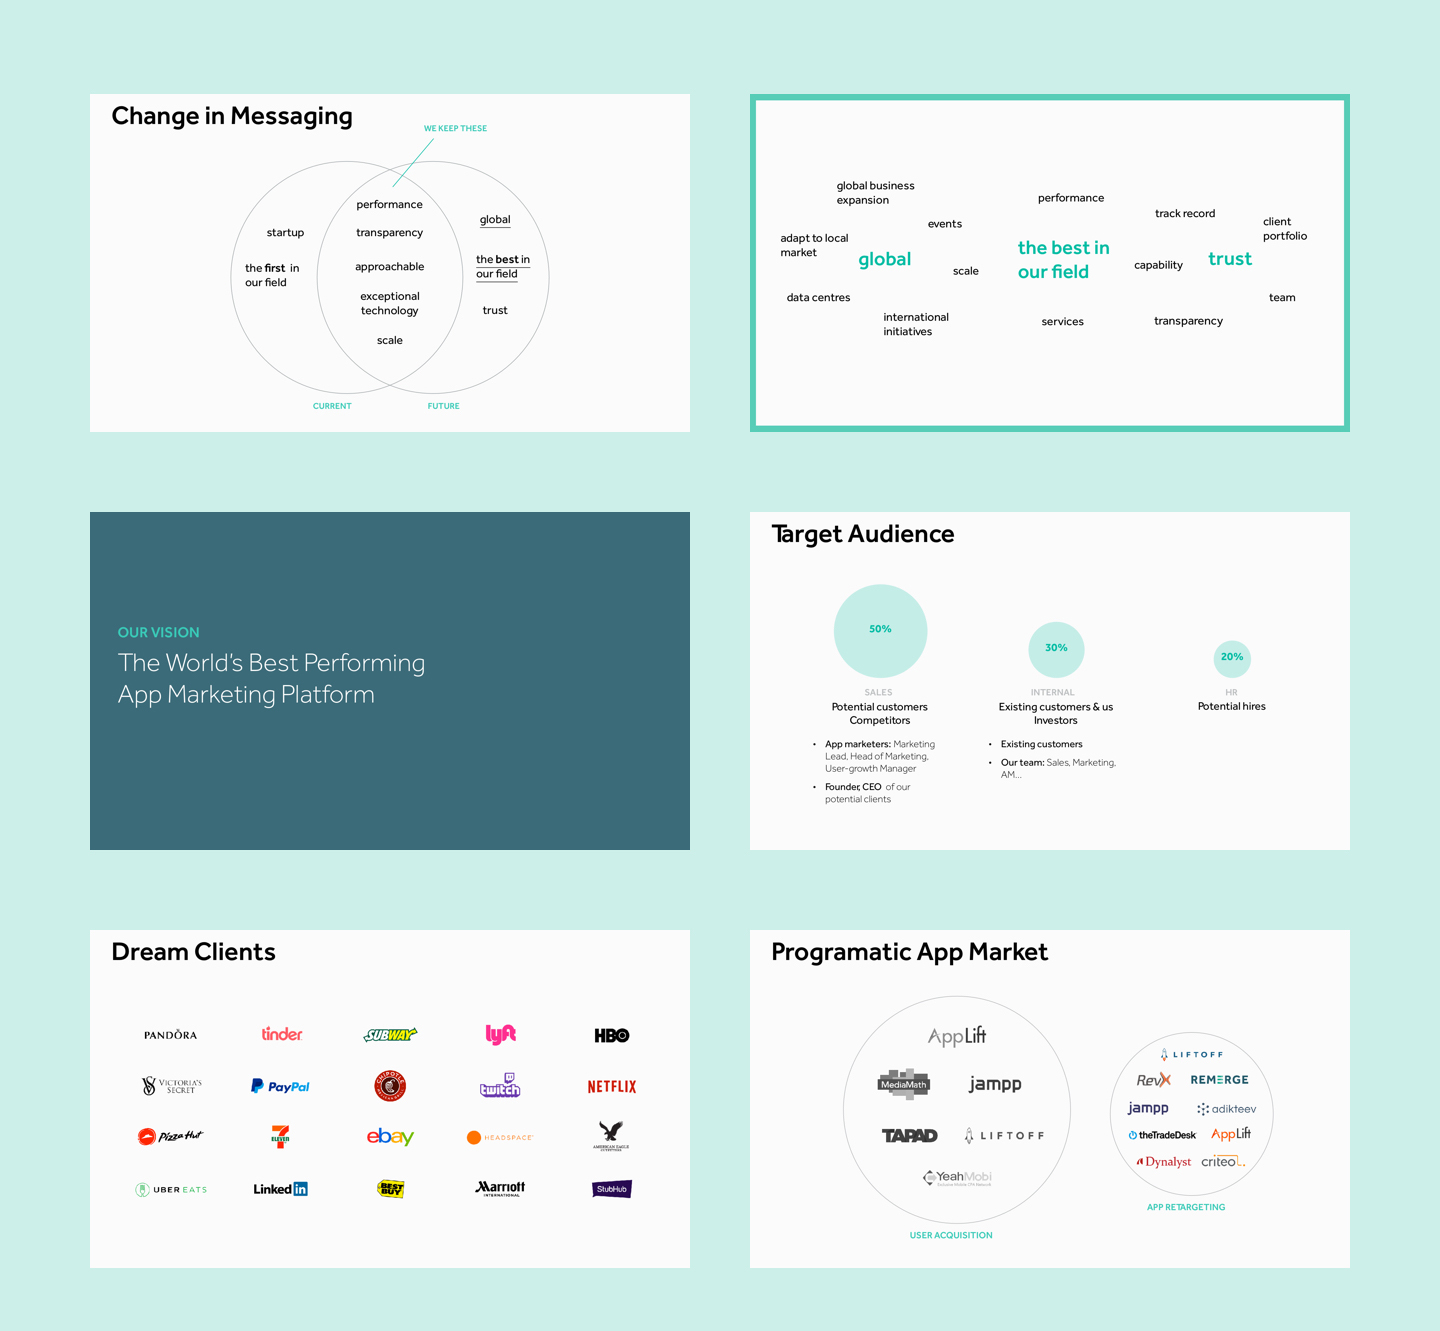 Change in Messaging
WE KEEP THESE
startup
the first in
our field
performance
transparency
approachable
exceptional
technology
scale
global
the best in
our field
trust
CURRENT
FUTURE
global business
expansion
events
adapt to local
market
global
scale
data centres
international
initiatives
performance
the best in
our field
services
track record
client
portfolio
capability
trust
team
transparency
OUR VISION
The World's Best Performing
App Marketing Platform
Target Audience
50%
SALES
Potential customers
Competitors
• App marketers: Marketing
Lead, Head of Marketing,
User-growth Manager
• Founder, CEO of our
potential clients
30%
INTERNAL
Existing customers & us
Investors
• Existing customers
• Our team: Sales, Marketing,
AM...
20%
HR
Potential hires
Dream Clients
PANDŎRA
tinder
SUBWAY
lyft
HBO
VS VICTORIA'S
SECRET
PayPal
CHIPOTLE
twitch
NETFLIX
Pizza Hut
7
ELEVEN
ebay
HEADSPACE
AMERICAN EAGLE
OUTFITTERS
UBER EATS
LinkedIn
BEST
BUY
Marriott
INTERNATIONAL
StubHub
Programatic App Market
AppLift
MediaMath
jampp
TAPAD
LIFTOFF
YeahMobi
Exclusive Mobile CPA Network
USER ACQUISITION
LIFTOFF
RevX
REMERGE
jampp
adikteev
theTradeDesk
AppLift
Dynalyst
criteo
APP RETARGETING